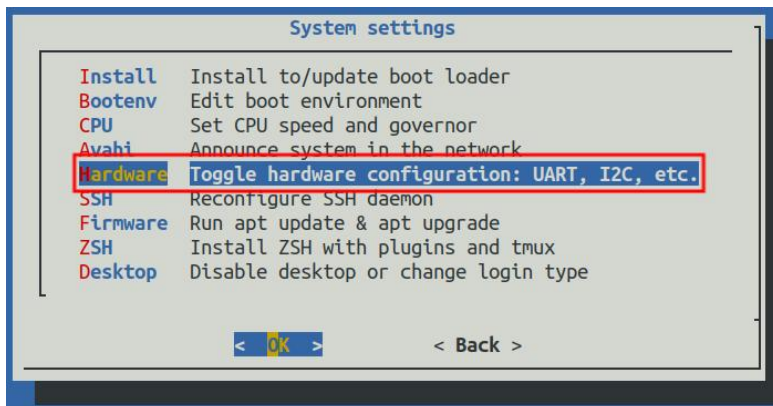 System settings
Install Install to/update boot loader
Bootenv Edit boot environment
CPU Set CPU speed and governor
Avahi Announce system in the network
Hardware Toggle hardware configuration: UART, I2C, etc.
SSH Reconfigure SSH daemon
Firmware Run apt update & apt upgrade
ZSH Install ZSH with plugins and tmux
Desktop Disable desktop or change login type
< OK > < Back >